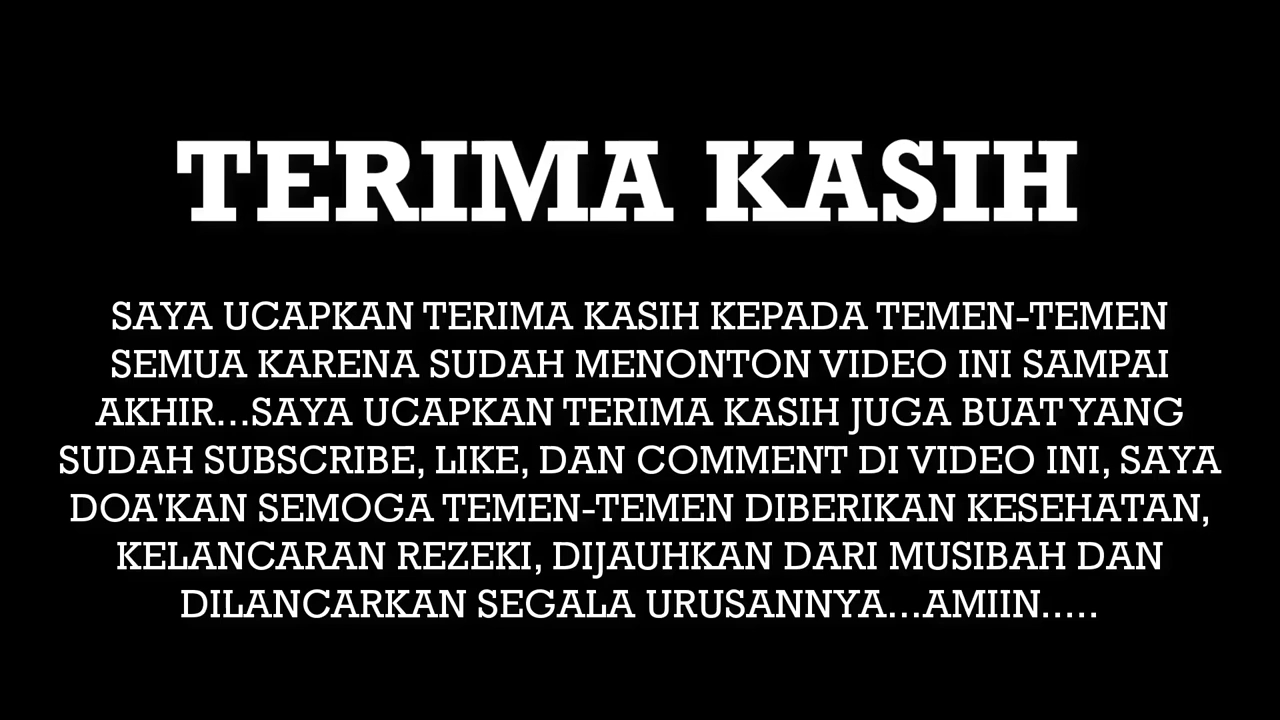 TERIMA KASIH
SAYA UCAPKAN TERIMA KASIH KEPADA TEMEN-TEMEN
SEMUA KARENA SUDAH MENONTON VIDEO INI SAMPAI
AKHIR...SAYA UCAPKAN TERIMA KASIH JUGA BUAT YANG
SUDAH SUBSCRIBE, LIKE, DAN COMMENT DI VIDEO INI, SAYA
DOA'KAN SEMOGA TEMEN-TEMEN DIBERIKAN KESEHATAN,
KELANCARAN REZEKI, DIJAUHKAN DARI MUSIBAH DAN
DILANCARKAN SEGALA URUSANNYA...AMIIN.....